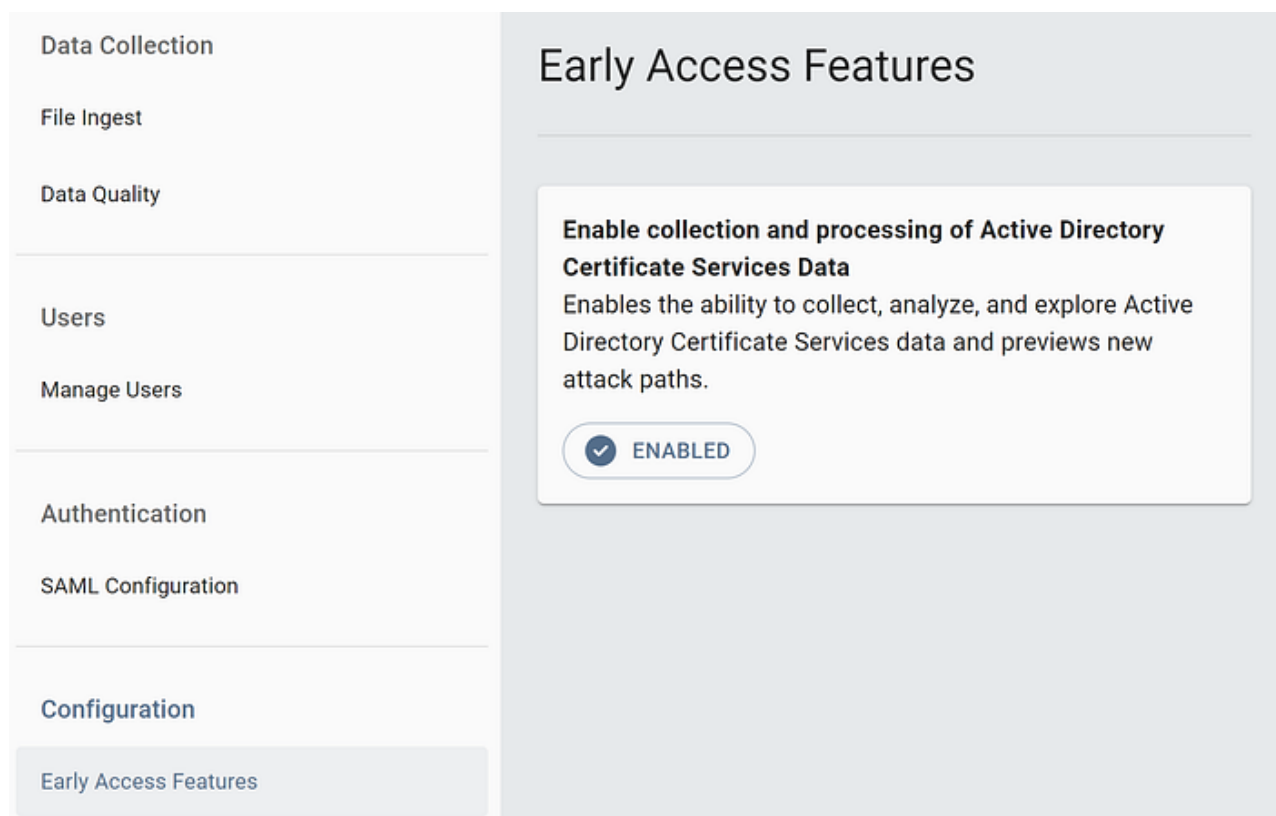 Data Collection
File Ingest
Data Quality
Users
Manage Users
Authentication
SAML Configuration
Configuration
Early Access Features
Early Access Features
Enable collection and processing of Active Directory
Certificate Services Data
Enables the ability to collect, analyze, and explore Active
Directory Certificate Services data and previews new
attack paths.
ENABLED